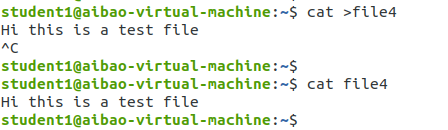 student1@aibao-virtual-machine:~$ cat >file4
Hi this is a test file
^C
student1@aibao-virtual-machine:~$
student1@aibao-virtual-machine:~$ cat file4
Hi this is a test file
student1@aibao-virtual-machine:~$